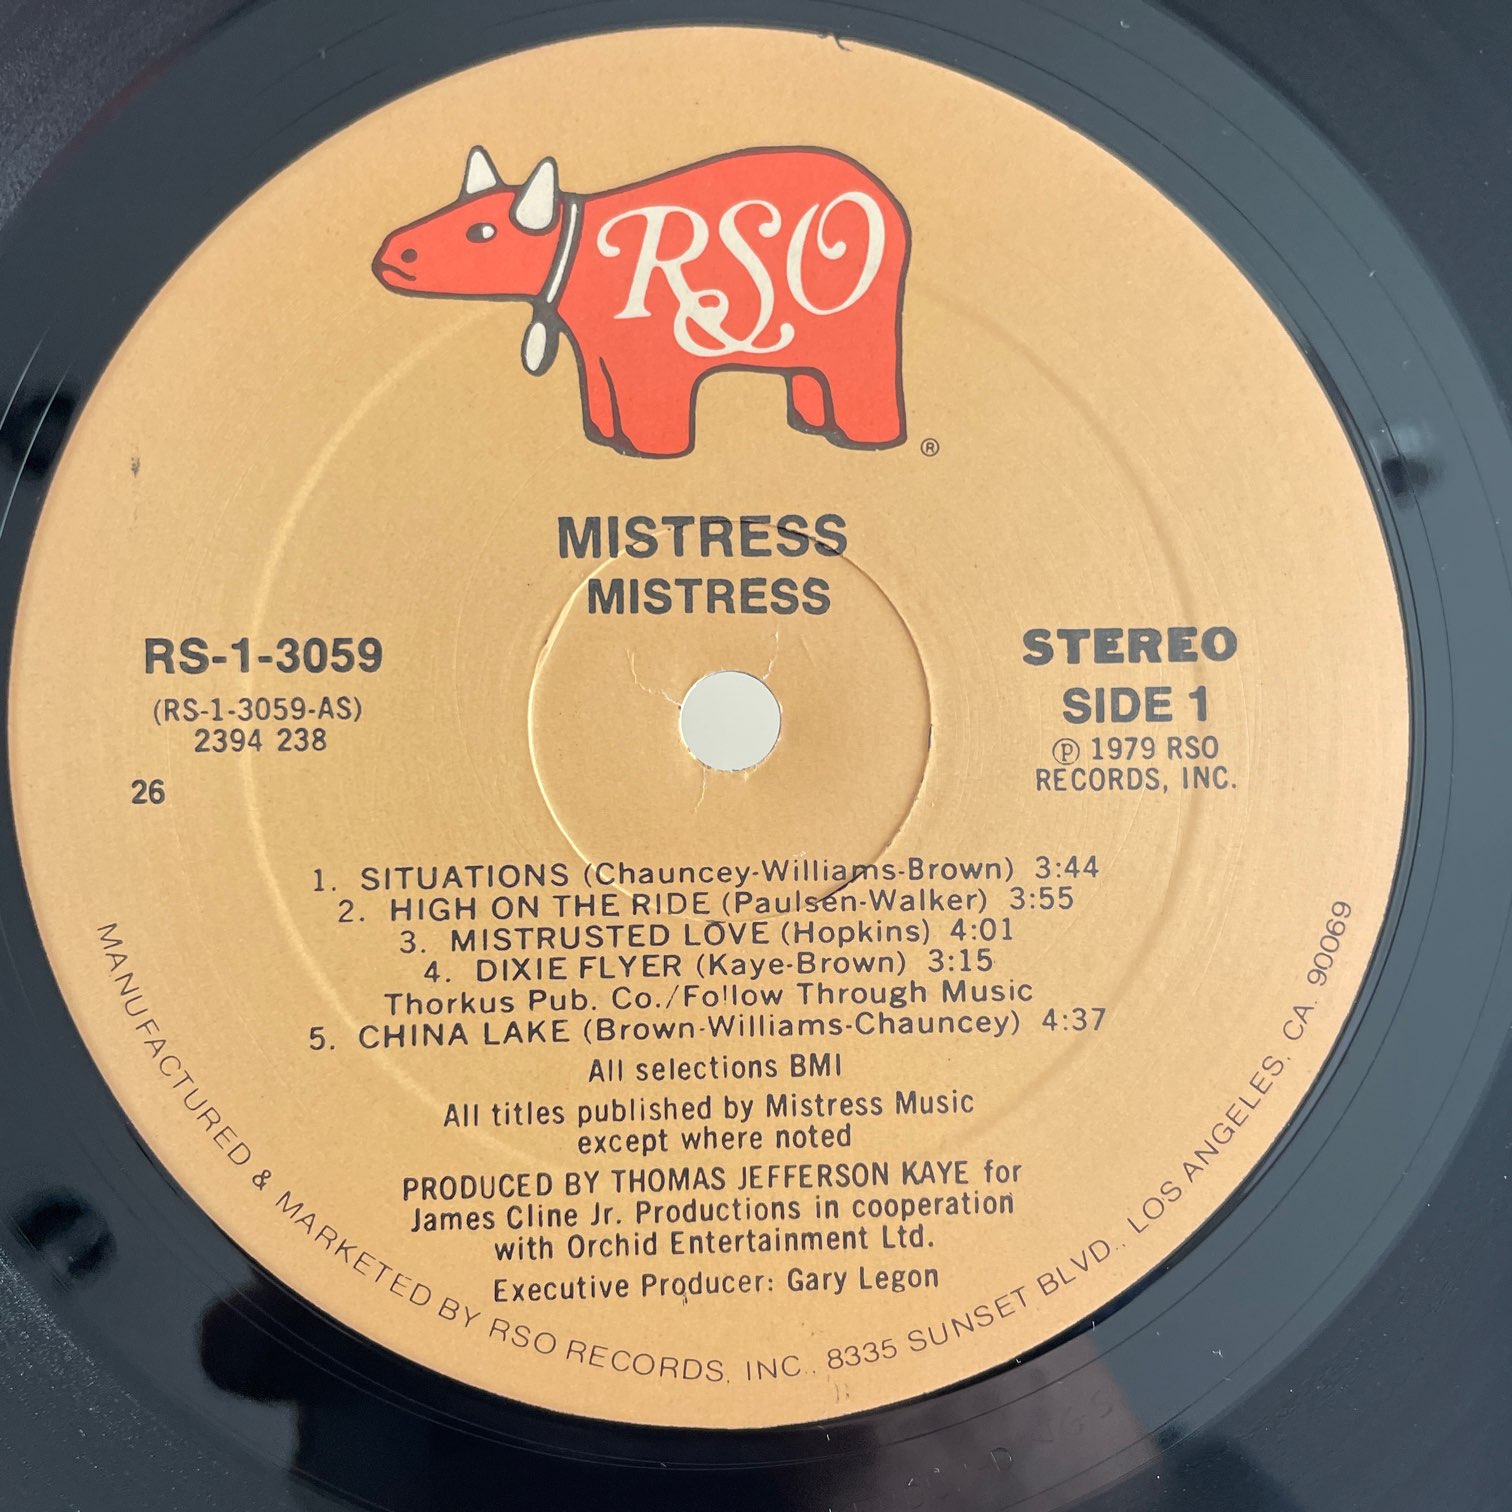 RSO
®
MISTRESS
MISTRESS
RS-1-3059
(RS-1-3059-AS)
2394 238
26
STEREO
SIDE 1
℗ 1979 RSO
RECORDS, INC.
1. SITUATIONS (Chauncey-Williams-Brown) 3:44
2. HIGH ON THE RIDE (Paulsen-Walker) 3:55
3. MISTRUSTED LOVE (Hopkins) 4:01
4. DIXIE FLYER (Kaye-Brown) 3:15
Thorkus Pub. Co./Follow Through Music
5. CHINA LAKE (Brown-Williams-Chauncey) 4:37
All selections BMI
All titles published by Mistress Music
except where noted
PRODUCED BY THOMAS JEFFERSON KAYE for
James Cline Jr. Productions in cooperation
with Orchid Entertainment Ltd.
Executive Producer: Gary Legon
MANUFACTURED & MARKETED BY RSO RECORDS, INC., 8335 SUNSET BLVD., LOS ANGELES, CA. 90069